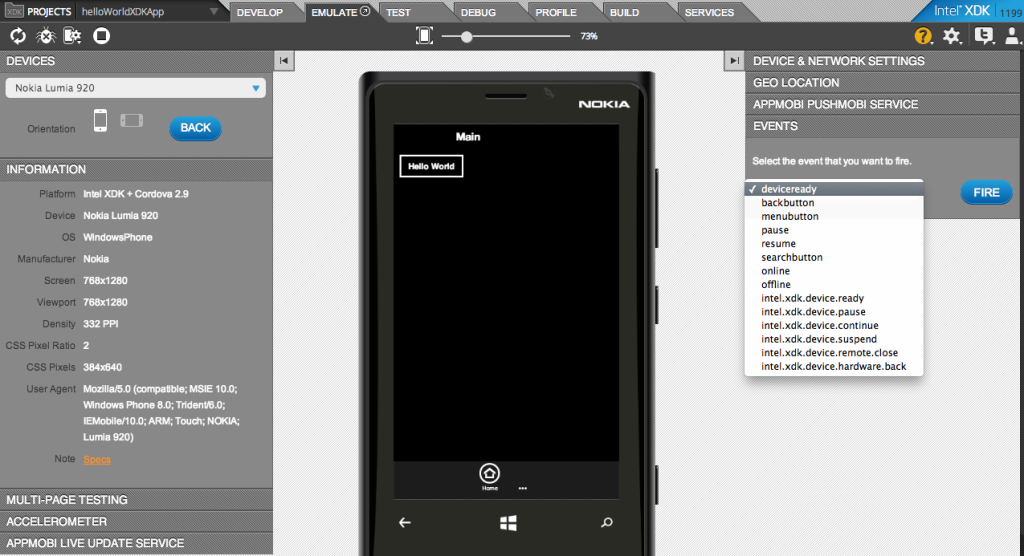 XDK PROJECTS helloWorldXDKApp DEVELOP EMULATE TEST DEBUG PROFILE BUILD SERVICES Intel® XDK 1199
73%
DEVICES
Nokia Lumia 920
Orientation
BACK
INFORMATION
Platform Intel XDK + Cordova 2.9
Device Nokia Lumia 920
OS WindowsPhone
Manufacturer Nokia
Screen 768x1280
Viewport 768x1280
Density 332 PPI
CSS Pixel Ratio 2
CSS Pixels 384x640
User Agent Mozilla/5.0 (compatible; MSIE 10.0;
Windows Phone 8.0; Trident/6.0;
IEMobile/10.0; ARM; Touch; NOKIA;
Lumia 920)
Note Specs
MULTI-PAGE TESTING
ACCELEROMETER
APPMOBI LIVE UPDATE SERVICE
NOKIA
Main
Hello World
Home
...
DEVICE & NETWORK SETTINGS
GEO LOCATION
APPMOBI PUSHMOBI SERVICE
EVENTS
Select the event that you want to fire.
✓ deviceready
FIRE
backbutton
menubutton
pause
resume
searchbutton
online
offline
intel.xdk.device.ready
intel.xdk.device.pause
intel.xdk.device.continue
intel.xdk.device.suspend
intel.xdk.device.remote.close
intel.xdk.device.hardware.back